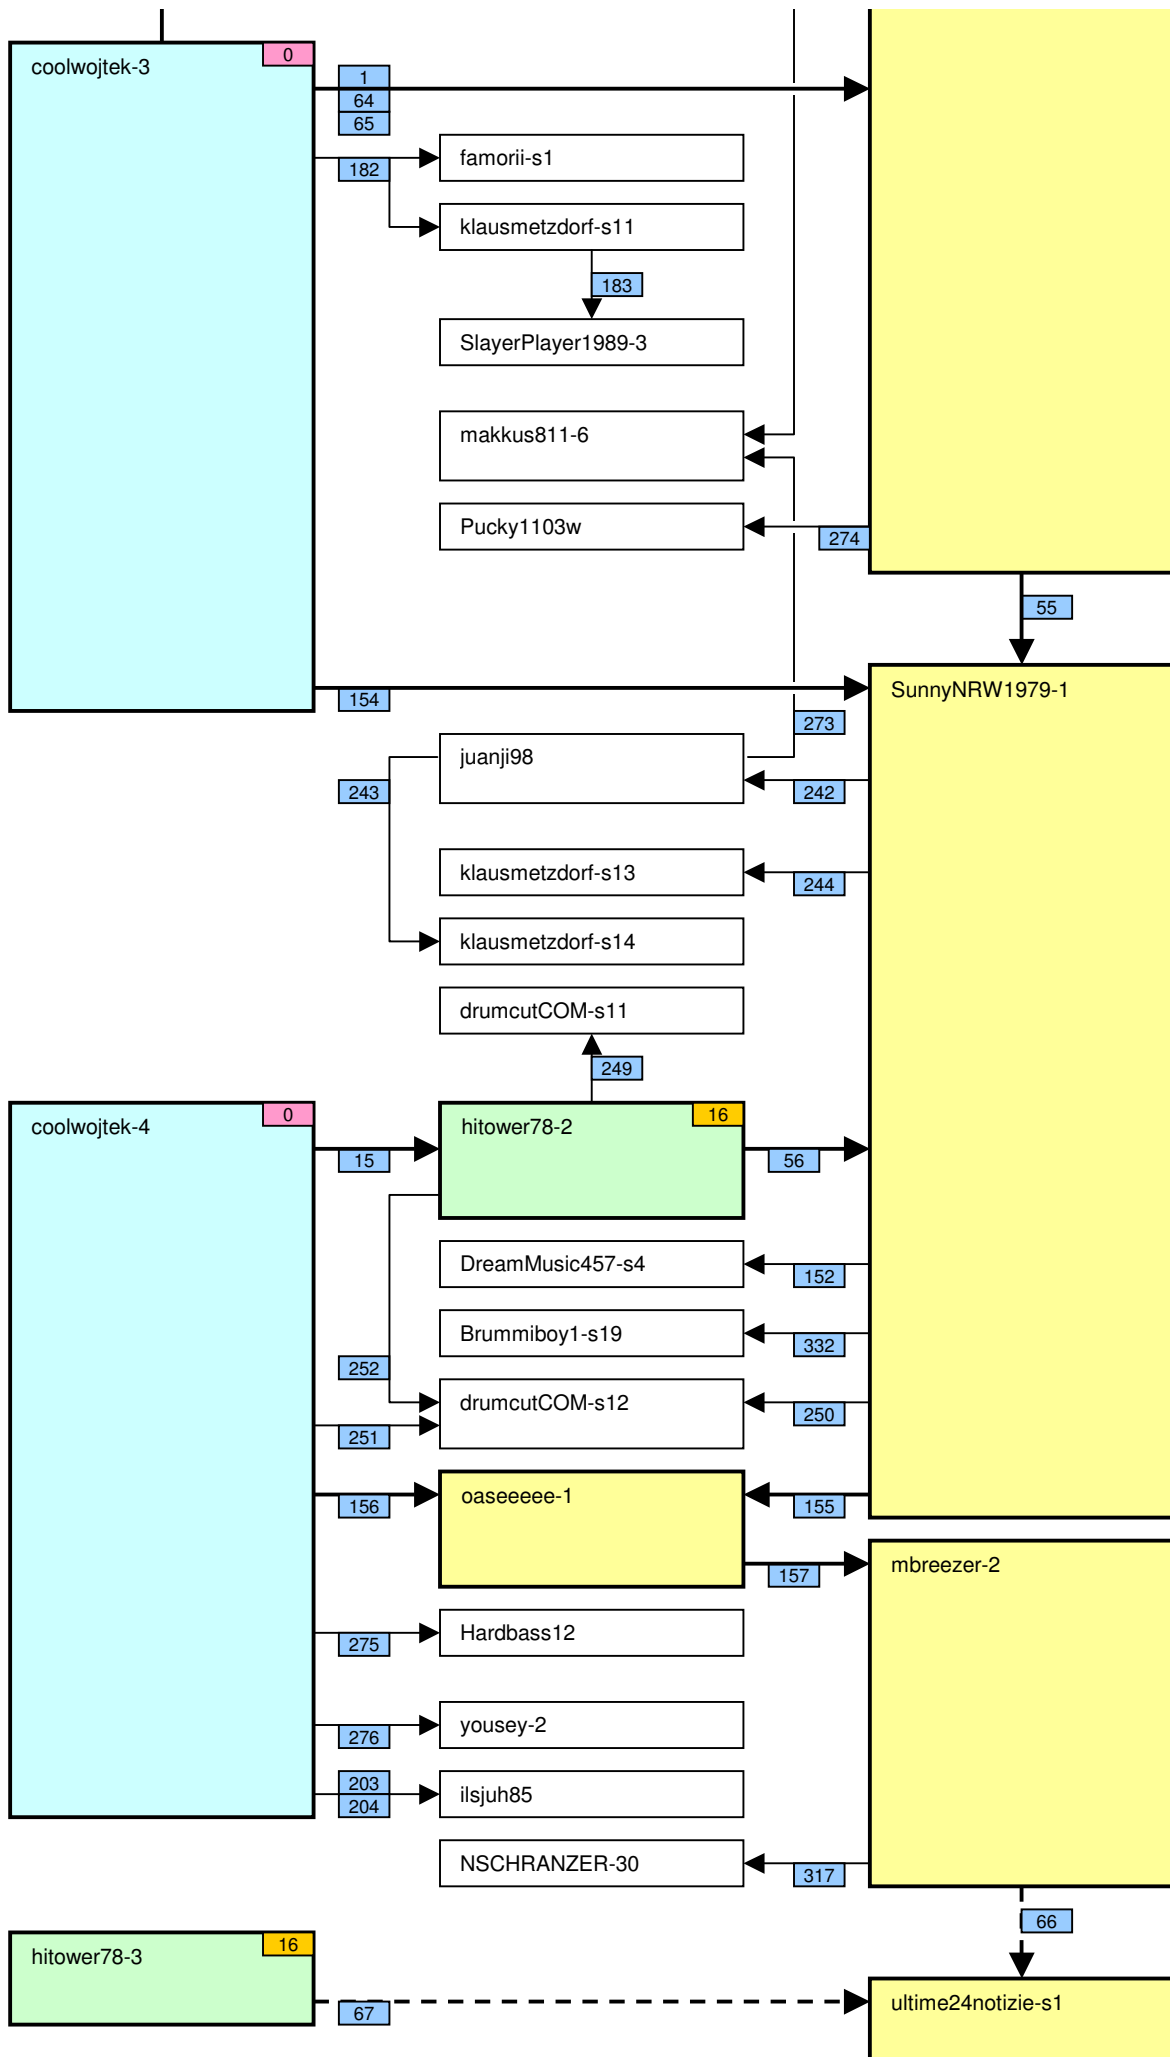 coolwojtek-3
0
1
64
65
182
famorii-s1
klausmetzdorf-s11
183
SlayerPlayer1989-3
makkus811-6
Pucky1103w
274
55
154
SunnyNRW1979-1
273
juanji98
243
242
klausmetzdorf-s13
244
klausmetzdorf-s14
drumcutCOM-s11
249
coolwojtek-4
0
15
hitower78-2
16
56
DreamMusic457-s4
152
Brummiboy1-s19
332
252
drumcutCOM-s12
250
251
oaseeeee-1
156
155
157
mbreezer-2
Hardbass12
275
yousey-2
276
203
204
ilsjuh85
NSCHRANZER-30
317
66
hitower78-3
16
67
ultime24notizie-s1